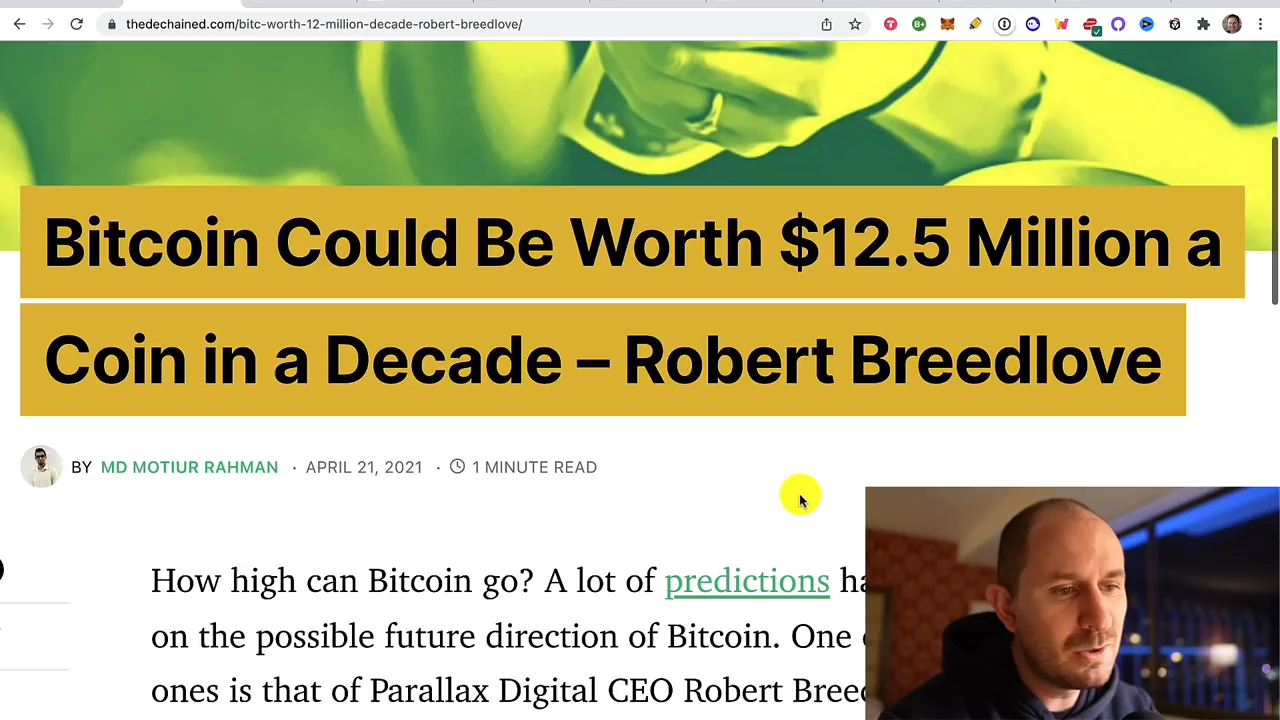 thedechained.com/bitc-worth-12-million-decade-robert-breedlove/
Bitcoin Could Be Worth $12.5 Million a
Coin in a Decade – Robert Breedlove
BY MD MOTIUR RAHMAN · APRIL 21, 2021 · 1 MINUTE READ
How high can Bitcoin go? A lot of predictions ha
on the possible future direction of Bitcoin. One
ones is that of Parallax Digital CEO Robert Breed